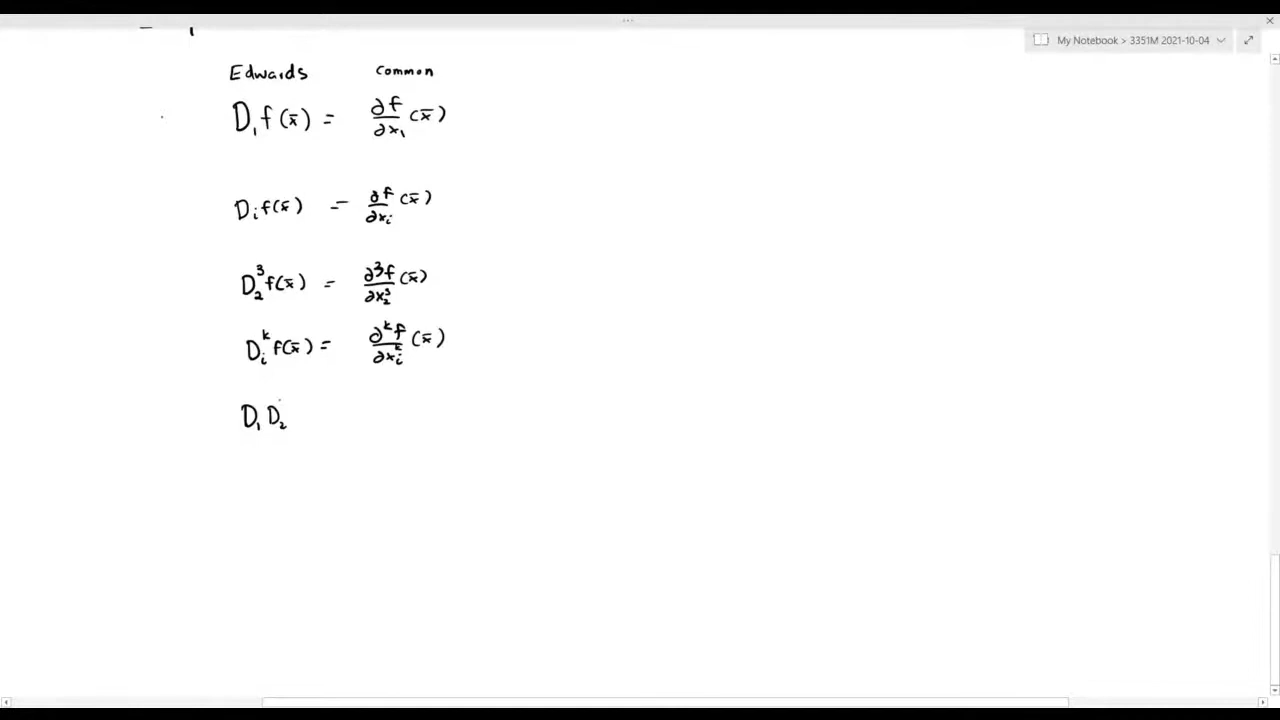 My Notebook > 3351M 2021-10-04
Edwards Common
D₁f(x̄) = ∂f/∂x₁ (x̄)
Dᵢf(x̄) = ∂f/∂xᵢ (x̄)
D₂³f(x̄) = ∂³f/∂x₂³ (x̄)
Dᵢᵏf(x̄) = ∂ᵏf/∂xᵢᵏ (x̄)
D₁D₂